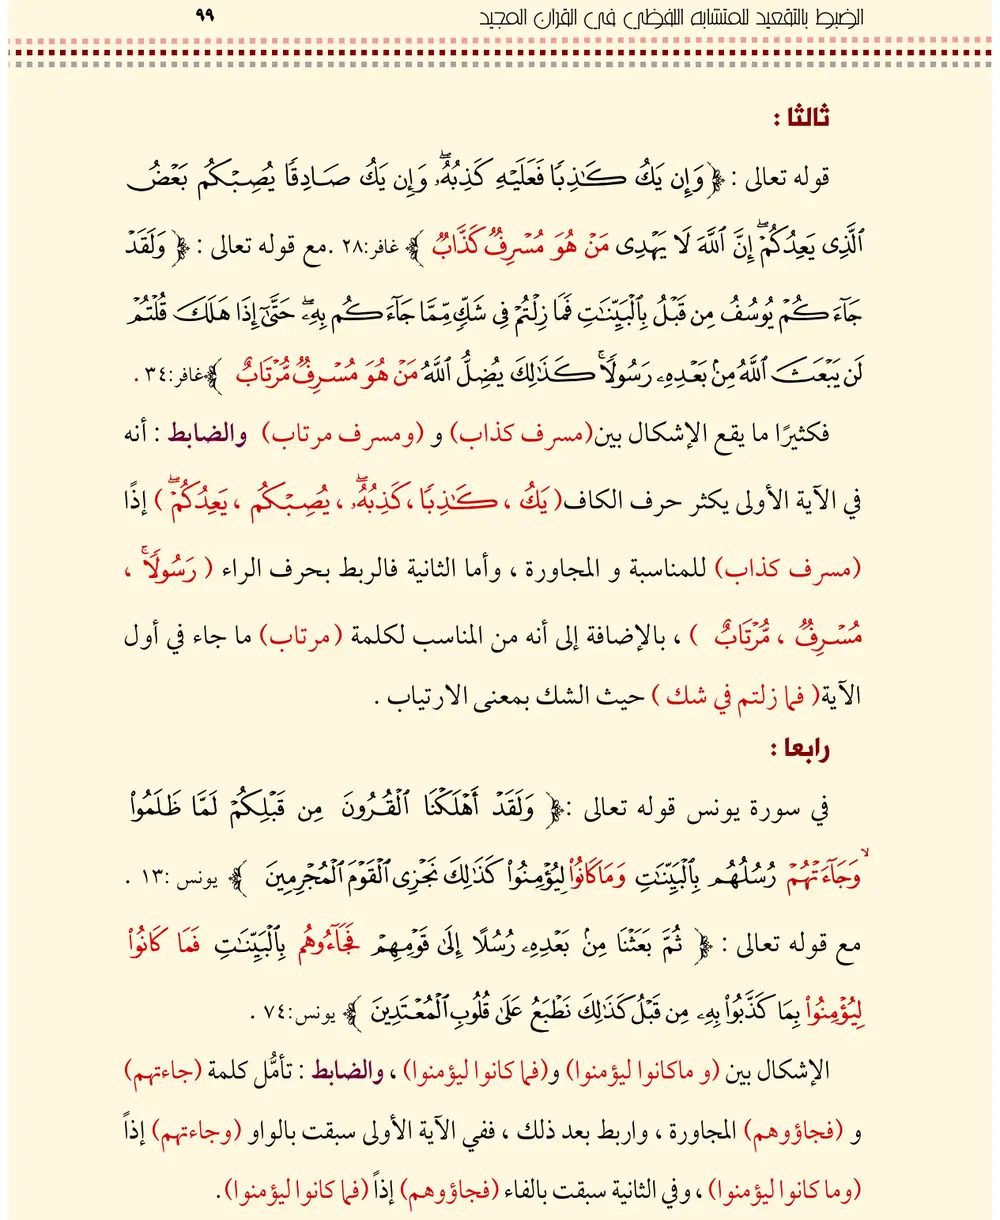 الضبط بالتقعيد للمتشابه اللفظي في القرآن المجيد ٩٩
ثالثا :
قوله تعالى : ﴿ وَإِن يَكُ كَـٰذِبًا فَعَلَيْهِ كَذِبُهُۥۖ وَإِن يَكُ صَادِقًا يُصِبْكُم بَعْضُ
ٱلَّذِى يَعِدُكُمْۖ إِنَّ ٱللَّهَ لَا يَهْدِى مَنْ هُوَ مُسْرِفٌ كَذَّابٌ ﴾ غافر:٢٨ .مع قوله تعالى : ﴿ وَلَقَدْ
جَآءَكُمْ يُوسُفُ مِن قَبْلُ بِٱلْبَيِّنَـٰتِ فَمَا زِلْتُمْ فِى شَكٍّ مِّمَّا جَآءَكُم بِهِۦۖ حَتَّىٰٓ إِذَا هَلَكَ قُلْتُمْ
لَن يَبْعَثَ ٱللَّهُ مِنۢ بَعْدِهِۦ رَسُولًاۚ كَذَٰلِكَ يُضِلُّ ٱللَّهُ مَنْ هُوَ مُسْرِفٌ مُّرْتَابٌ ﴾غافر:٣٤ .
فكثيرًا ما يقع الإشكال بين(مسرف كذاب) و (ومسرف مرتاب) والضابط : أنه
في الآية الأولى يكثر حرف الكاف( يَكُ ، كَـٰذِبًا ،كَذِبُهُۥۖ ، يُصِبْكُم ، يَعِدُكُمْۖ ) إذًا
(مسرف كذاب) للمناسبة و المجاورة ، وأما الثانية فالربط بحرف الراء ( رَسُولًاۚ ،
مُسْرِفٌ ، مُّرْتَابٌ ) ، بالإضافة إلى أنه من المناسب لكلمة (مرتاب) ما جاء في أول
الآية( فما زلتم في شك ) حيث الشك بمعنى الارتياب .
رابعا :
في سورة يونس قوله تعالى :﴿ وَلَقَدْ أَهْلَكْنَا ٱلْقُرُونَ مِن قَبْلِكُمْ لَمَّا ظَلَمُوا۟
ۙ وَجَآءَتْهُمْ رُسُلُهُم بِٱلْبَيِّنَـٰتِ وَمَا كَانُوا۟ لِيُؤْمِنُوا۟ كَذَٰلِكَ نَجْزِى ٱلْقَوْمَ ٱلْمُجْرِمِينَ ﴾ يونس :١٣ .
مع قوله تعالى : ﴿ ثُمَّ بَعَثْنَا مِنۢ بَعْدِهِۦ رُسُلًا إِلَىٰ قَوْمِهِمْ فَجَآءُوهُم بِٱلْبَيِّنَـٰتِ فَمَا كَانُوا۟
لِيُؤْمِنُوا۟ بِمَا كَذَّبُوا۟ بِهِۦ مِن قَبْلُ كَذَٰلِكَ نَطْبَعُ عَلَىٰ قُلُوبِ ٱلْمُعْتَدِينَ ﴾ يونس:٧٤ .
الإشكال بين (و ماكانوا ليؤمنوا) و(فما كانوا ليؤمنوا) ، والضابط : تأمُّل كلمة (جاءتهم)
و (فجاؤوهم) المجاورة ، واربط بعد ذلك ، ففي الآية الأولى سبقت بالواو (وجاءتهم) إذاً
(وما كانوا ليؤمنوا) ، وفي الثانية سبقت بالفاء (فجاؤوهم) إذاً (فما كانوا ليؤمنوا).